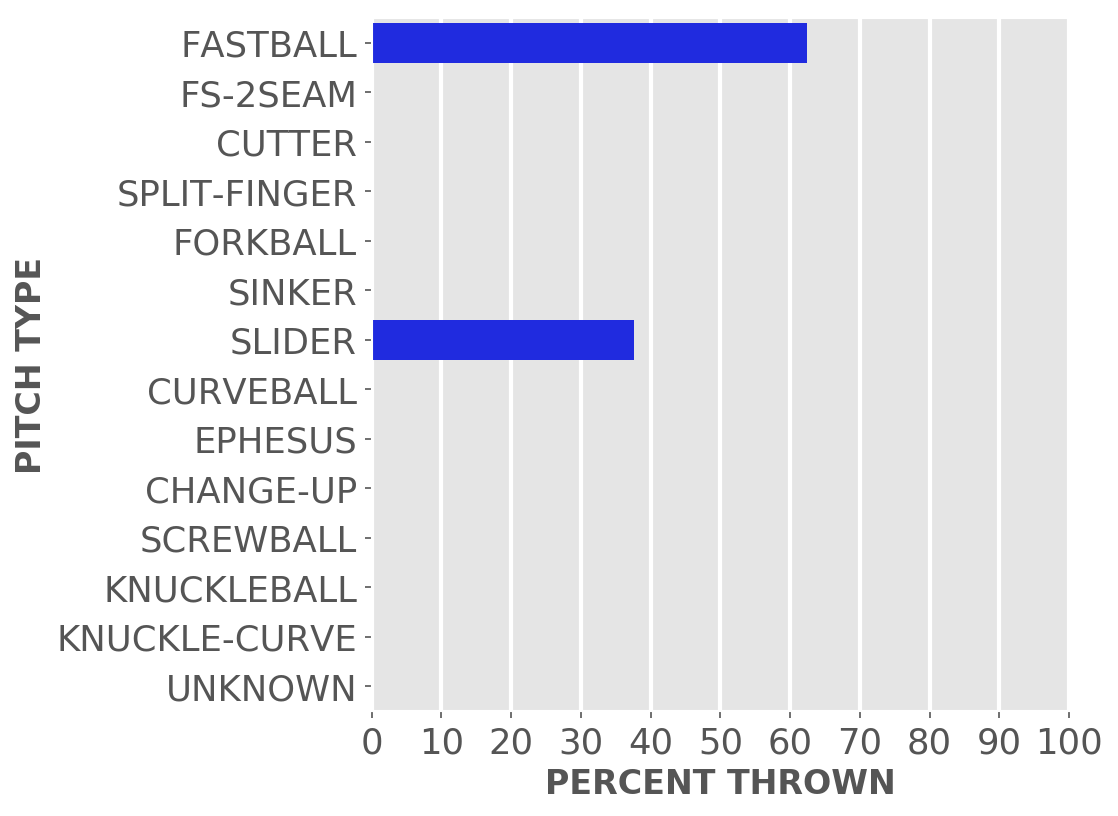 FASTBALL
FS-2SEAM
CUTTER
SPLIT-FINGER
FORKBALL
SINKER
SLIDER
CURVEBALL
EPHESUS
CHANGE-UP
SCREWBALL
KNUCKLEBALL
KNUCKLE-CURVE
UNKNOWN
PITCH TYPE
0 10 20 30 40 50 60 70 80 90 100
PERCENT THROWN